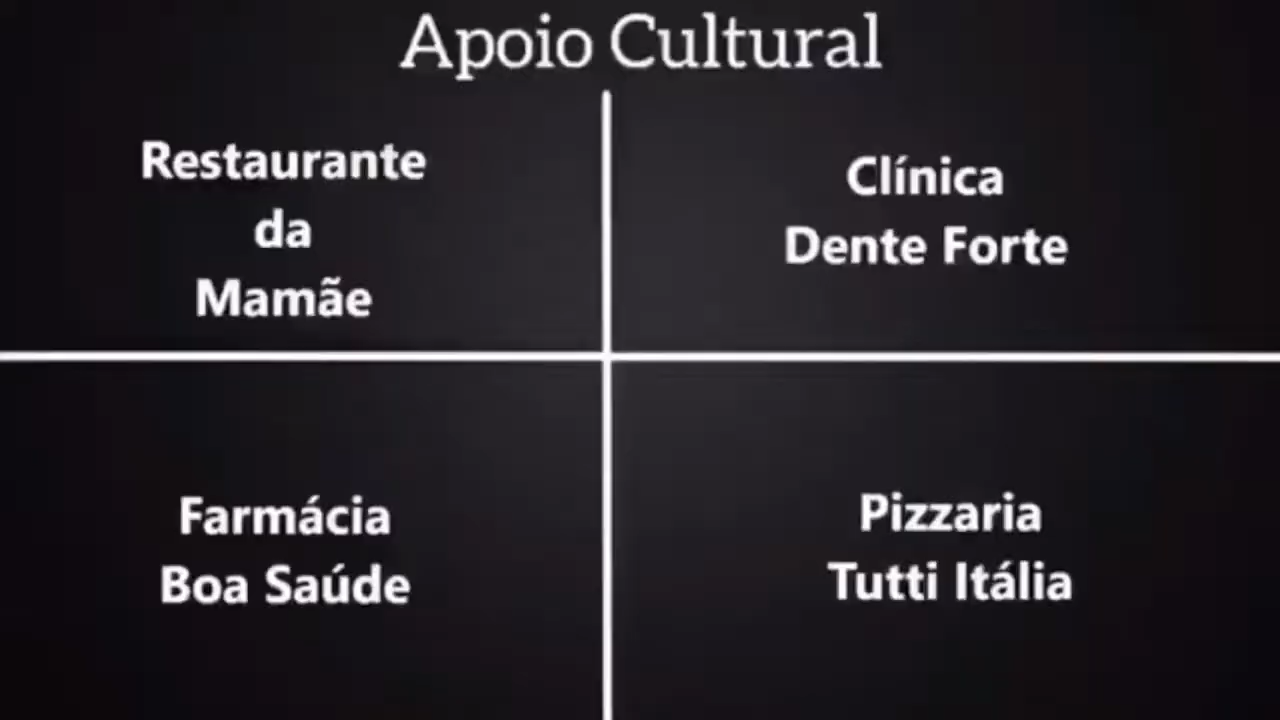 Apoio Cultural
Restaurante
da
Mamãe
Clínica
Dente Forte
Farmácia
Boa Saúde
Pizzaria
Tutti Itália